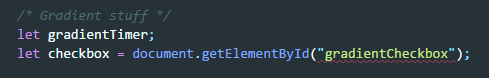 /* Gradient stuff */
let gradientTimer;
let checkbox = document.getElementById("gradientCheckbox");